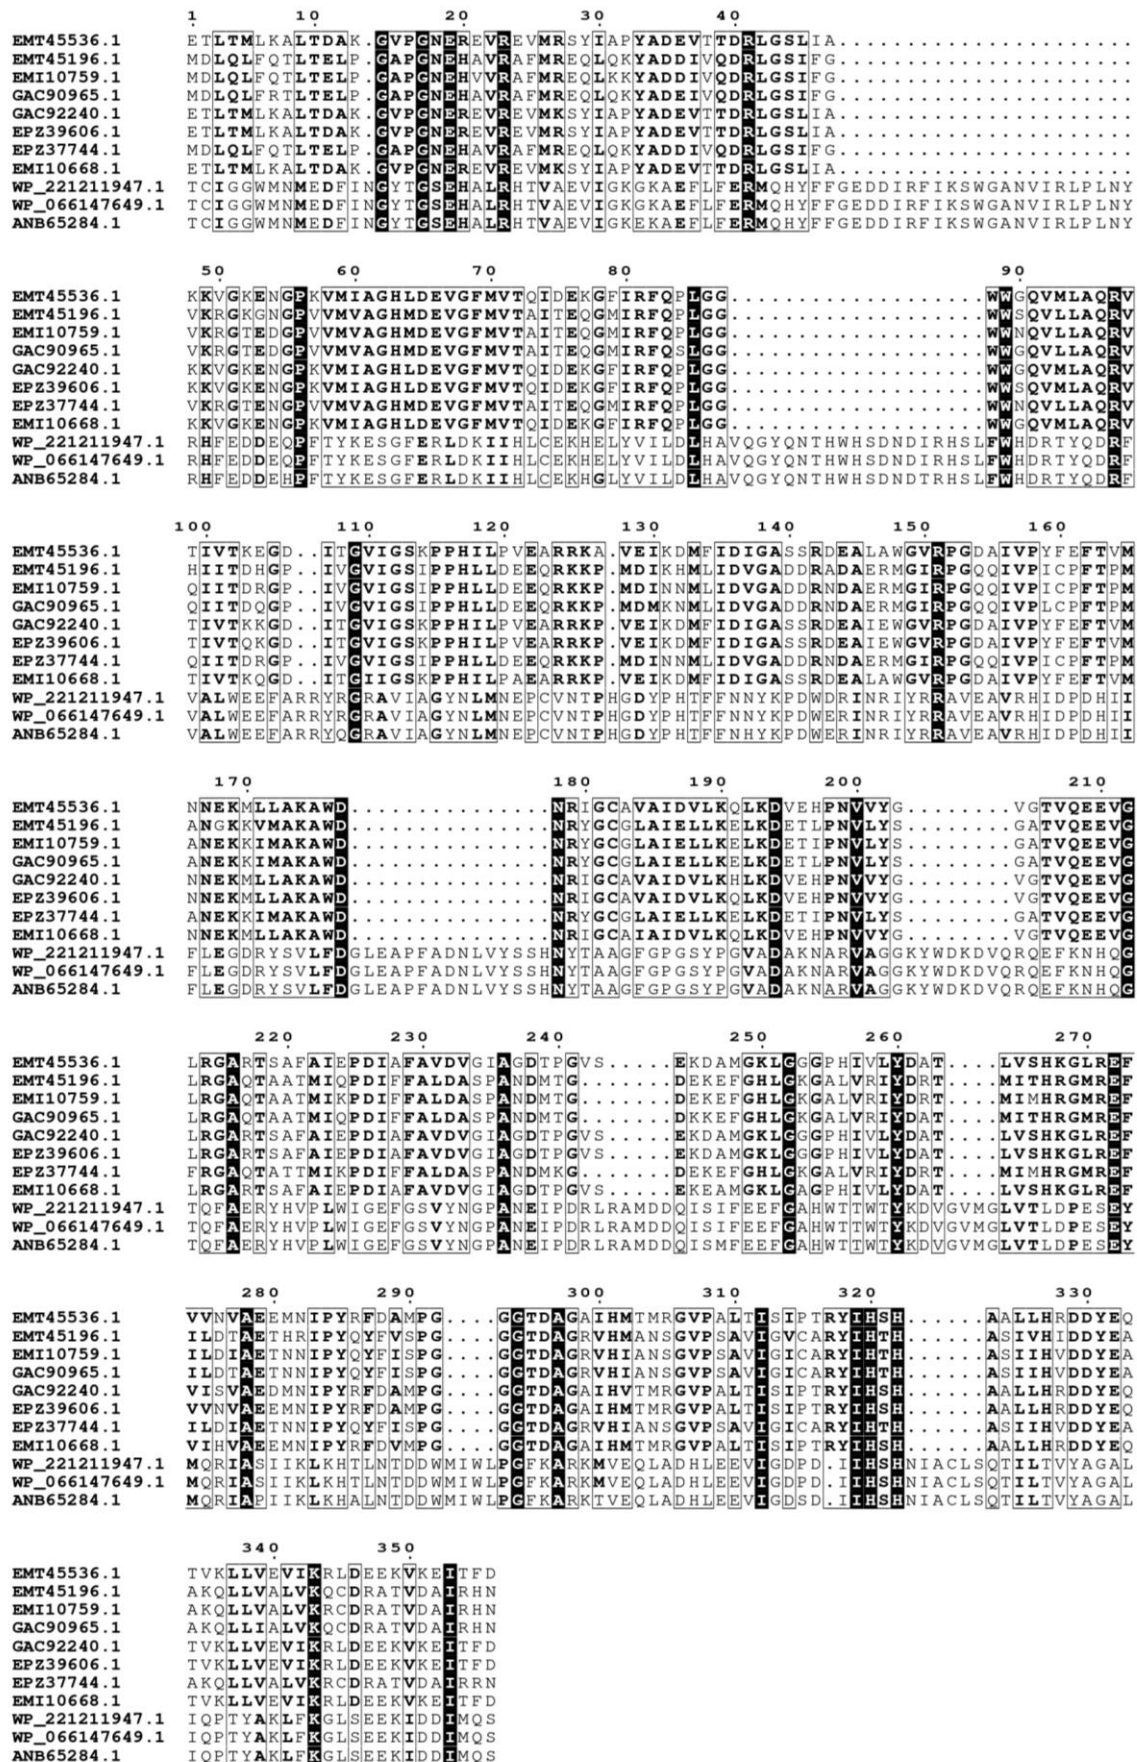 1 10 20 30 40
EMT45536.1 ETLTMLKALTDAK.GVPGNEREVREVMRSYIAPYADEVTTDRLGSLIA......................
EMT45196.1 MDLQLFQTLTELP.GAPGNEHAVRAFMREQLQKYADDIVQDRLGSIFG......................
EMI10759.1 MDLQLFQTLTELP.GAPGNEHVVRAFMREQLKKYADDIVQDRLGSIFG......................
GAC90965.1 MDLQLFRTLTELP.GAPGNEHAVRAFMREQLQKYADEIVQDRLGSIFG......................
GAC92240.1 ETLTMLKALTDAK.GVPGNEREVREVMKSYIAPYADEVTTDRLGSLIA......................
EPZ39606.1 ETLTMLKALTDAK.GVPGNEREVREVMKSYIAPYADEVTTDRLGSLIA......................
EPZ37744.1 MDLQLFQTLTELP.GAPGNEHAVRAFMRERLQKYADDIVQDRLGSIFG......................
EMI10668.1 ETLTMLKALTDAK.GVPGNEREVREVMKSYIAPYADEVTTDRLGSLIA......................
WP_221211947.1 TCIGGWMNMEDFINGYTGSEHALRHTVAEVIGKGKAEFLFERMQHYFFGEDDIRFIKSWGANVIRLPLNY
WP_066147649.1 TCIGGWMNMEDFINGYTGSEHALRHTVAEVIGKGKAEFLFERMQHYFFGEDDIRFIKSWGANVIRLPLNY
ANB65284.1 TCIGGWMNMEDFINGYTGSEHALRHTVAEVIGKEKAEFLFERMQHYFFGEDDIRFIKSWGANVIRLPLNY
50 60 70 80 90
EMT45536.1 KKVGKENGPKVMIAGHLDEVGFMVTQIDEKGFIRFQPLGG...................WWGQVMLAQRV
EMT45196.1 VKRGKGNGPVVMVAGHMDEVGFMVTAITEQGMIRFQPLGG...................WWSQVLLAQRV
EMI10759.1 VKRGTEDGPVVMVAGHMDEVGFMVTAITEQGMIRFQPLGG...................WWNQVLLAQRV
GAC90965.1 VKRGTEDGPVVMVAGHMDEVGFMVTAITEQGMIRFQSLGG...................WWGQVLLAQRV
GAC92240.1 KKVGKENGPKVMIAGHLDEVGFMVTQIDEKGFIRFQPLGG...................WWGQVMLAQRV
EPZ39606.1 KKVGKENGPKVMIAGHLDEVGFMVTQIDEKGFIRFQPLGG...................WWSQVMLAQRV
EPZ37744.1 VKRGTENGPVVMVAGHMDEVGFMVTAITEQGMIRFQPLGG...................WWNQVLLAQRV
EMI10668.1 KKVGKENGPKVMIAGHLDEVGFMVTQIDEKGFIRFQPLGG...................WWGQVMLAQRV
WP_221211947.1 RHFEDDEQPFTYKESGFERLDKIIHLCEKHELYVILDLHAVQGYQNTHWHSDNDIRHSLFWHDRTYQDRF
WP_066147649.1 RHFEDDEQPFTYKESGFERLDKIIHLCEKHELYVILDLHAVQGYQNTHWHSDNDIRHSLFWHDRTYQDRF
ANB65284.1 RHFEDDEHPFTYKESGFERLDKIIHLCEKHGLYVILDLHAVQGYQNTHWHSDNDTRHSLFWHDRTYQDRF
100 110 120 130 140 150 160
EMT45536.1 TIVTKEGD..ITGVIGSKPPHILPVEARRKA.VEIKDMFIDIGASSRDEALAWGVRPGDAIVPYFEFTVM
EMT45196.1 HIITDHGP..IVGVIGSIPPHLLDEEQRKKP.MDIKHMLIDVGADDRADAERMGIRPGQQIVPICPFTPM
EMI10759.1 QIITDRGP..IVGVIGSIPPHLLDEEQRKKP.MDINNMLIDVGADDRNDAERMGIRPGQQIVPICPFTPM
GAC90965.1 HIITDQGP..IVGVIGSIPPHLLDEEQRKKP.MDMKNMLIDVGADDRNDAERMGIRPGQQIVPLCPFTPM
GAC92240.1 TIVTKKGD..ITGVIGSKPPHILPVEARRKP.VEIKDMFIDIGASSRDEAIEWGVRPGDAIVPYFEFTVM
EPZ39606.1 TIVTQKGD..ITGVIGSKPPHILPVEARRKP.VEIKDMFIDIGASSRDEAIEWGVRPGDAIVPYFEFTVM
EPZ37744.1 QIITDRGP..IVGVIGSIPPHLLDEEQRKKP.MDINNMLIDVGADDRNDAERMGIRPGQQIVPICPFTPM
EMI10668.1 TIVTKQGD..ITGIIGSKPPHILPAEARRKP.VEIKDMFIDIGASSRDEALAWGVRPGDAIVPYFEFTVM
WP_221211947.1 VALWEEFARRYRGRAVIAGYNLMNEPCVNTPHGDYPHTFFNNYKPDWDRINRIYRRAVEAVRHIDPDHII
WP_066147649.1 VALWEEFARRYRGRAVIAGYNLMNEPCVNTPHGDYPHTFFNNYKPDWERINRIYRRAVEAVRHIDPDHII
ANB65284.1 VALWEEFARRYQGRAVIAGYNLMNEPCVNTPHGDYPHTFFNHYKPDWERINRIYRRAVEAVRHIDPDHII
170 180 190 200 210
EMT45536.1 NNEKMLLAKAWD...............NRIGCAVAIDVLKQLKDVEHPNVVYG........VGTVQEEVG
EMT45196.1 ANGKKVMAKAWD...............NRYGCGLAIELLKELKDETLPNVLYS........GATVQEEVG
EMI10759.1 ANEKKIMAKAWD...............NRYGCGLAIELLKELKDETIPNVLYS........GATVQEEVG
GAC90965.1 ANEKKIMAKAWD...............NRYGCGLAIELLKELKDETLPNVLYS........GATVQEEVG
GAC92240.1 NNEKMLLAKAWD...............NRIGCAVAIDVLKHLKDVEHPNVVYG........VGTVQEEVG
EPZ39606.1 NNEKMLLAKAWD...............NRIGCAVAIDVLKQLKDVEHPNVVYG........VGTVQEEVG
EPZ37744.1 ANEKKIMAKAWD...............NRYGCGLAIELLKELKDETIPNVLYS........GATVQEEVG
EMI10668.1 NNEKMLLAKAWD...............NRIGCAIAIDVLKQLKDVEHPNVVYG........VGTVQEEVG
WP_221211947.1 FLEGDRYSVLFDGLEAPFADNLVYSSHNYTAAGFGPGSYPGVADAKNARVAGGKYWDKDVQRQEFKNHQG
WP_066147649.1 FLEGDRYSVLFDGLEAPFADNLVYSSHNYTAAGFGPGSYPGVADAKNARVAGGKYWDKDVQRQEFKNHQG
ANB65284.1 FLEGDRYSVLFDGLEAPFADNLVYSSHNYTAAGFGPGSYPGVADAKNARVAGGKYWDKDVQRQEFKNHQG
220 230 240 250 260 270
EMT45536.1 LRGARTSAFAIEPDIAFAVDVGIAGDTPGVS.....EKDAMGKLGGGPHIVLYDAT....LVSHKGLREF
EMT45196.1 LRGAQTAATMIQPDIFFALDASPANDMTG.......DEKEFGHLGKGALVRIYDRT....MITHRGMREF
EMI10759.1 LRGAQTAATMIKPDIFFALDASPANDMTG.......DEKEFGHLGKGALVRIYDRT....MIMHRGMREF
GAC90965.1 LRGAQTAATMIQPDIFFALDASPANDMTG.......DKKEFGHLGKGALVRIYDRT....MITHRGMREF
GAC92240.1 LRGARTSAFAIEPDIAFAVDVGIAGDTPGVS.....EKDAMGKLGGGPHIVLYDAT....LVSHKGLREF
EPZ39606.1 LRGARTSAFAIEPDIAFAVDVGIAGDTPGVS.....EKDAMGKLGGGPHIVLYDAT....LVSHKGLREF
EPZ37744.1 FRGAQTATTMIKPDIFFALDASPANDMKG.......DEKEFGHLGKGALVRIYDRT....MIMHRGMREF
EMI10668.1 LRGARTSAFAIEPDIAFAVDVGIAGDTPGVS.....EKEAMGKLGAGPHIVLYDAT....LVSHKGLREF
WP_221211947.1 TQFAERYHVPLWIGEFGSVYNGPANEIPDRLRAMDDQISIFEEFGAHWTTWTYKDVGVMGLVTLDPESEY
WP_066147649.1 TQFAERYHVPLWIGEFGSVYNGPANEIPDRLRAMDDQISIFEEFGAHWTTWTYKDVGVMGLVTLDPESEY
ANB65284.1 TQFAERYHVPLWIGEFGSVYNGPANEIPDRLRAMDDQISMFEEFGAHWTTWTYKDVGVMGLVTLDPESEY
280 290 300 310 320 330
EMT45536.1 VVNVAEEMNIPYRFDAMPG....GGTDAGAIHMTMRGVPALTISIPTRYIHSH......AALLHRDDYEQ
EMT45196.1 ILDTAETHRIPYQYFVSPG....GGTDAGRVHIANSGVPSAVIGVCARYIHTH......ASIVHVDDYEA
EMI10759.1 ILDIAETNNIPYQYFISPG....GGTDAGRVHIANSGVPSAVIGICARYIHTH......ASIIHVDDYEA
GAC90965.1 ILDTAETNNIPYQYFISPG....GGTDAGRVHIANSGVPSAVIGICARYIHTH......ASIIHVDDYEA
GAC92240.1 VISVAEDMNIPYRFDAMPG....GGTDAGAIHVTMRGVPALTISIPTRYIHSH......AALLHRDDYEQ
EPZ39606.1 VVNVAEEMNIPYRFDAMPG....GGTDAGAIHMTMRGVPALTISIPTRYIHSH......AALLHRDDYEQ
EPZ37744.1 ILDIAETNNIPYQYFISPG....GGTDAGRVHIANSGVPSAVIGICARYIHTH......ASIIHVDDYEA
EMI10668.1 VIHVAEEMNIPYRFDVMPG....GGTDAGAIHMTMRGVPALTISIPTRYIHSH......AALLHRDDYEQ
WP_221211947.1 MQRIASIIKLKHTLNTDDWMIWLPGFKARKMVEQLADHLEEVIGDPD.IIHSHNIACLSQTILTVYAGAL
WP_066147649.1 MQRIASIIKLKHTLNTDDWMIWLPGFKARKMVEQLADHLEEVIGDPD.IIHSHNIACLSQTILTVYAGAL
ANB65284.1 MQRIAPIIKLKHALNTDDWMIWLPGFKARKTVEQLADHLEEVIGDSD.IIHSHNIACLSQTILTVYAGAL
340 350
EMT45536.1 TVKLLVEVIKRLDEEKVKEITFD
EMT45196.1 AKQLLVALVKQCDRATVDAIRHN
EMI10759.1 AKQLLVALVKRCDRATVDAIRHN
GAC90965.1 AKQLLIALVKQCDRATVDAIRHN
GAC92240.1 TVKLLVEVIKRLDEEKVKEITFD
EPZ39606.1 TVKLLVEVIKRLDEEKVKEITFD
EPZ37744.1 AKQLLVALVKRCDRATVDAIRRN
EMI10668.1 TVKLLVEVIKRLDEEKVKEITFD
WP_221211947.1 IQPTYAKLFKGLSEEKIDDIMQS
WP_066147649.1 IQPTYAKLFKGLSEEKIDDIMQS
ANB65284.1 IQPTYAKLFKGLSEEKIDDIMQS